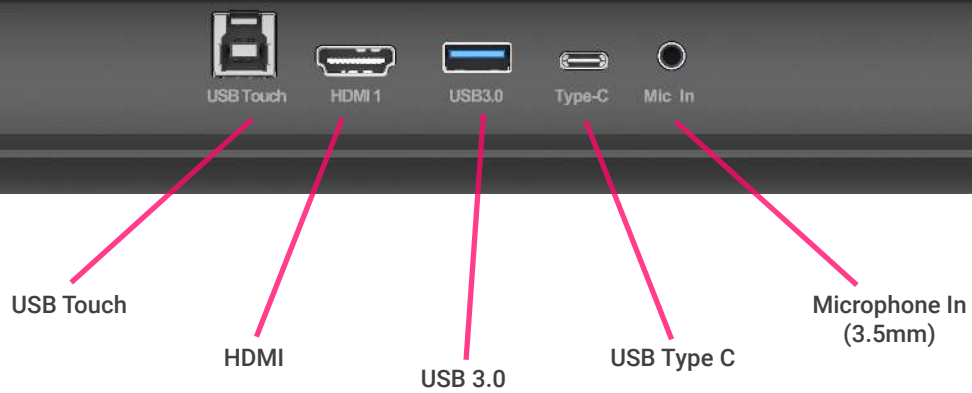 USB Touch
HDMI 1
USB3.0
Type-C
Mic In
USB Touch
Microphone In
(3.5mm)
HDMI
USB Type C
USB 3.0